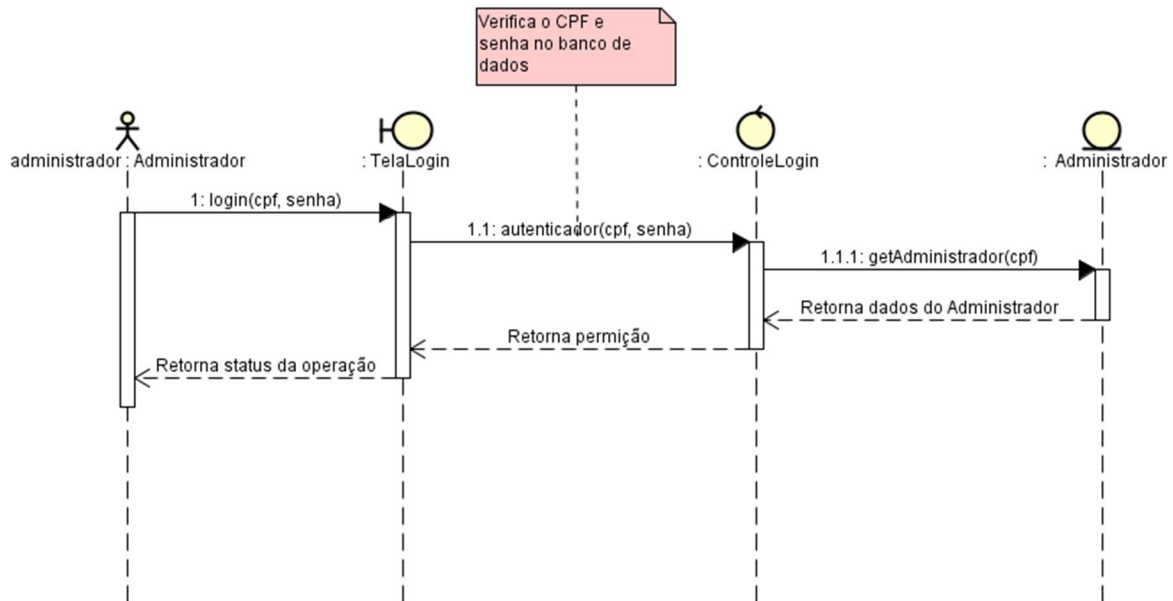 Verifica o CPF e
senha no banco de
dados
administrador : Administrador
: TelaLogin
: ControleLogin
: Administrador
1: login(cpf, senha)
1.1: autenticador(cpf, senha)
1.1.1: getAdministrador(cpf)
Retorna dados do Administrador
Retorna permição
Retorna status da operação